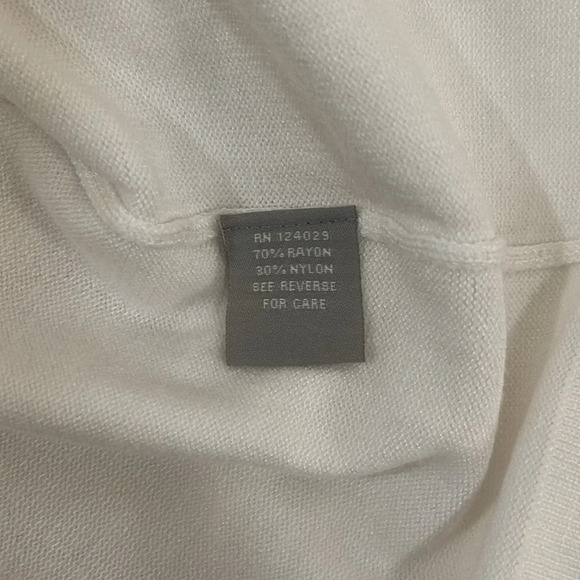 RN 124029
70% RAYON
30% NYLON
SEE REVERSE
FOR CARE